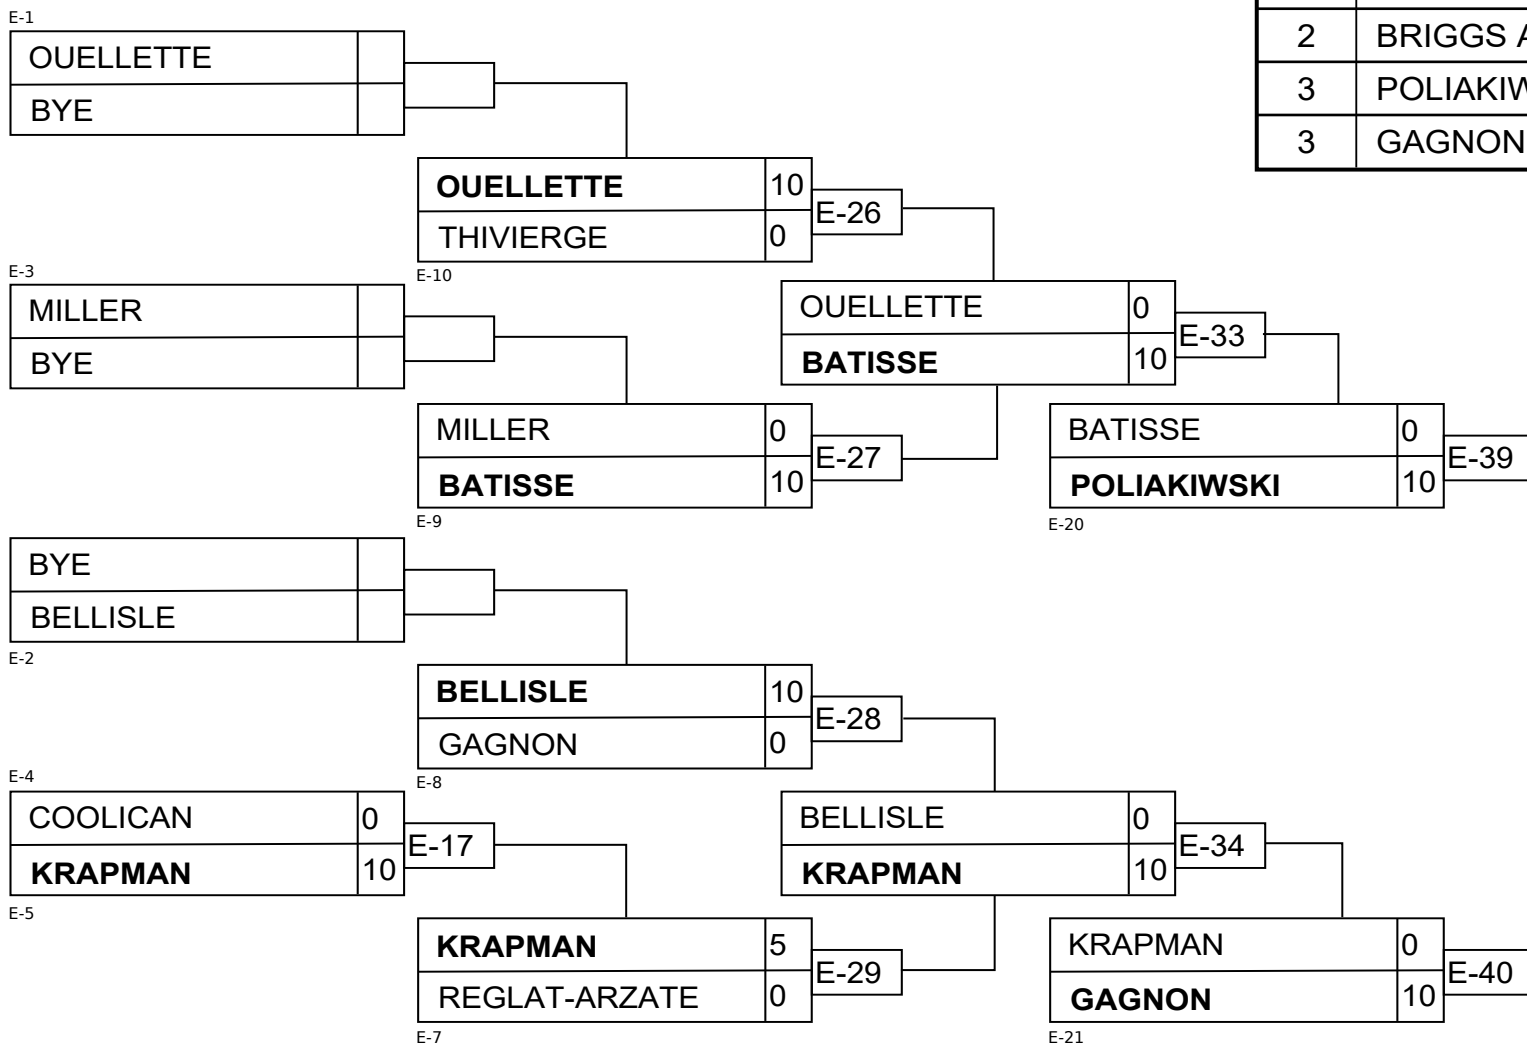 E-1
OUELLETTE
BYE
2 BRIGGS A
3 POLIAKIW
3 GAGNON
OUELLETTE 10
THIVIERGE 0
E-26
E-10
E-3
MILLER
BYE
OUELLETTE 0
BATISSE 10
E-33
MILLER 0
BATISSE 10
E-27
E-9
BATISSE 0
POLIAKIWSKI 10
E-39
E-20
BYE
BELLISLE
E-2
BELLISLE 10
GAGNON 0
E-28
E-8
E-4
COOLICAN 0
KRAPMAN 10
E-17
E-5
BELLISLE 0
KRAPMAN 10
E-34
KRAPMAN 5
REGLAT-ARZATE 0
E-29
E-7
KRAPMAN 0
GAGNON 10
E-40
E-21